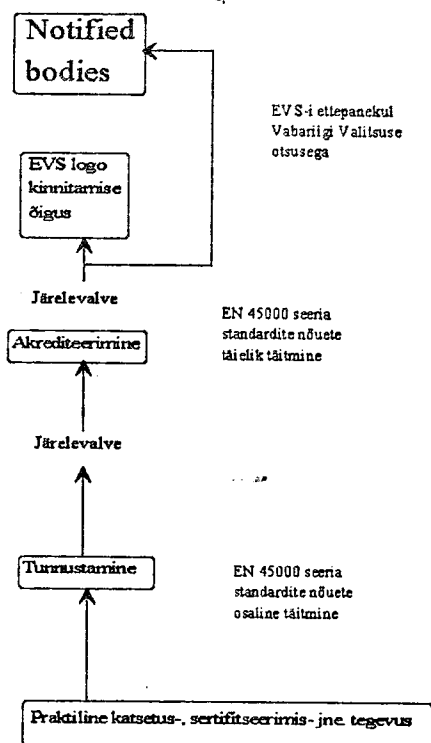 Notified
bodies
EVS-i ettepanekul
Vabariigi Valitsuse
otsusega
EVS logo
kinnitamise
õigus
Järelevalve
EN 45000 seeria
standardite nõuete
täielik täitmine
Akrediteerimine
Järelevalve
Tunnustamine
EN 45000 seeria
standardite nõuete
osaline täitmine
Praktiline katsetus-, sertifitseerimis- jne. tegevus